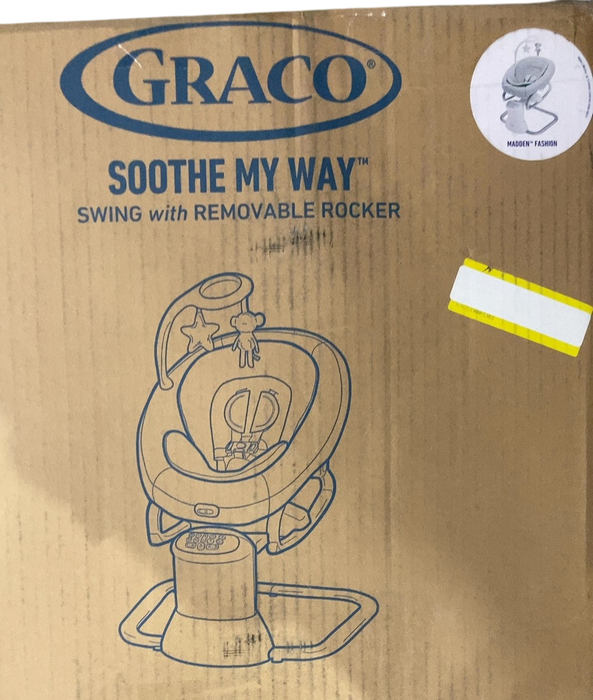 GRACO®
SOOTHE MY WAY™
SWING with REMOVABLE ROCKER
MADDEN™ FASHION